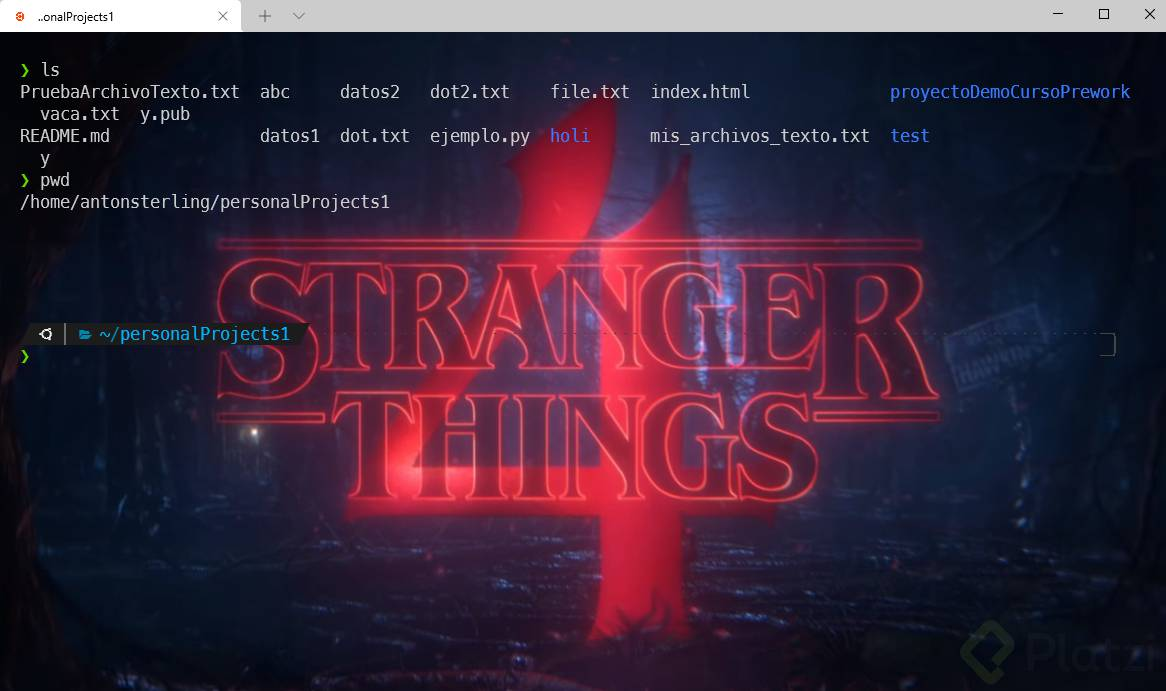 ..onalProjects1
❯ ls
PruebaArchivoTexto.txt abc datos2 dot2.txt file.txt index.html proyectoDemoCursoPrework
vaca.txt y.pub
README.md datos1 dot.txt ejemplo.py holi mis_archivos_texto.txt test
y
❯ pwd
/home/antonsterling/personalProjects1
~/personalProjects1
❯
STRANGER
THINGS
4
Platzi